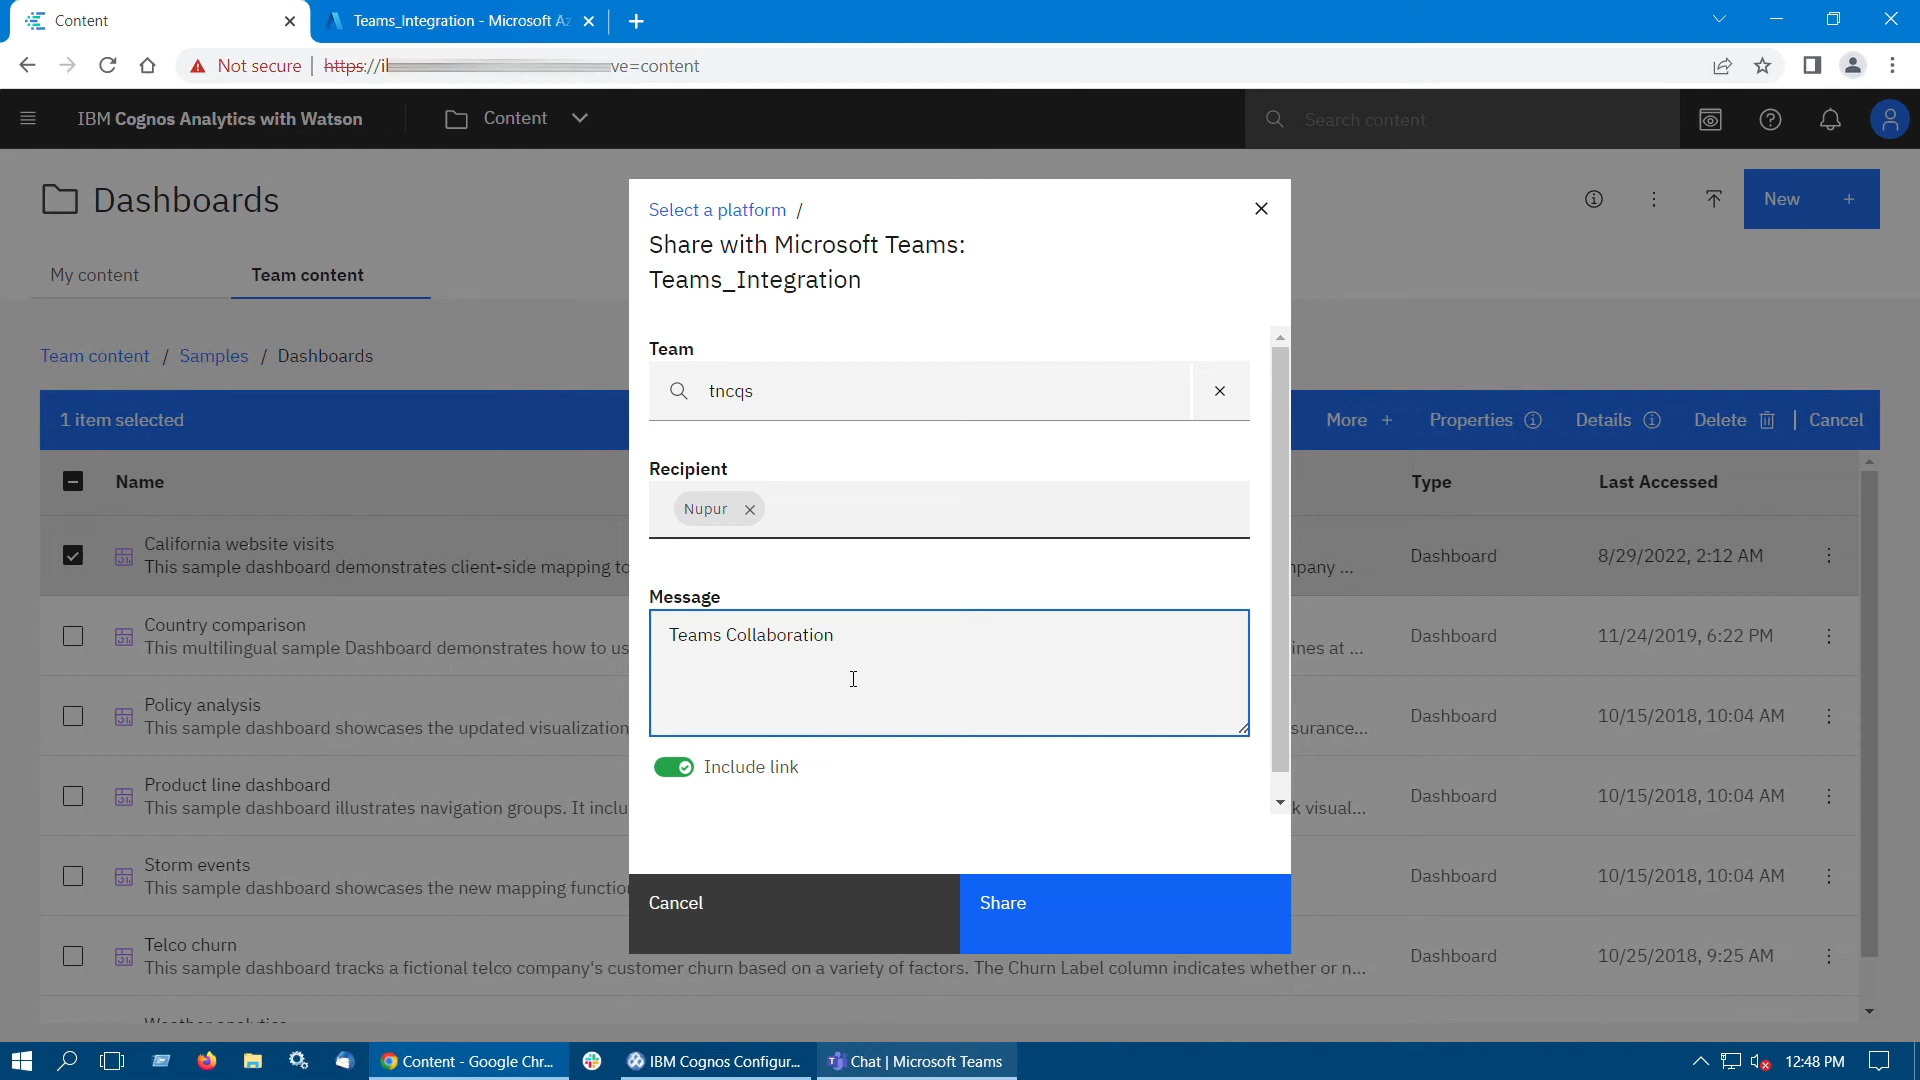 Content
Teams_Integration - Microsoft Az
Not secure
https://
ve=content
IBM Cognos Analytics with Watson
Content
Search content
Dashboards
New +
My content
Team content
Team content / Samples / Dashboards
1 item selected
More +
Properties
Details
Delete
Cancel
Name
Type
Last Accessed
California website visits
This sample dashboard demonstrates client-side mapping to
mpany ...
Dashboard
8/29/2022, 2:12 AM
Country comparison
This multilingual sample Dashboard demonstrates how to us
ines at ...
Dashboard
11/24/2019, 6:22 PM
Policy analysis
This sample dashboard showcases the updated visualization
surance...
Dashboard
10/15/2018, 10:04 AM
Product line dashboard
This sample dashboard illustrates navigation groups. It inclu
k visual...
Dashboard
10/15/2018, 10:04 AM
Storm events
This sample dashboard showcases the new mapping functio
Dashboard
10/15/2018, 10:04 AM
Telco churn
This sample dashboard tracks a fictional telco company's customer churn based on a variety of factors. The Churn Label column indicates whether or n...
Dashboard
10/25/2018, 9:25 AM
Select a platform /
Share with Microsoft Teams:
Teams_Integration
Team
tncqs
Recipient
Nupur
Message
Teams Collaboration
Include link
Cancel
Share
Content - Google Chr...
IBM Cognos Configur...
Chat | Microsoft Teams
12:48 PM